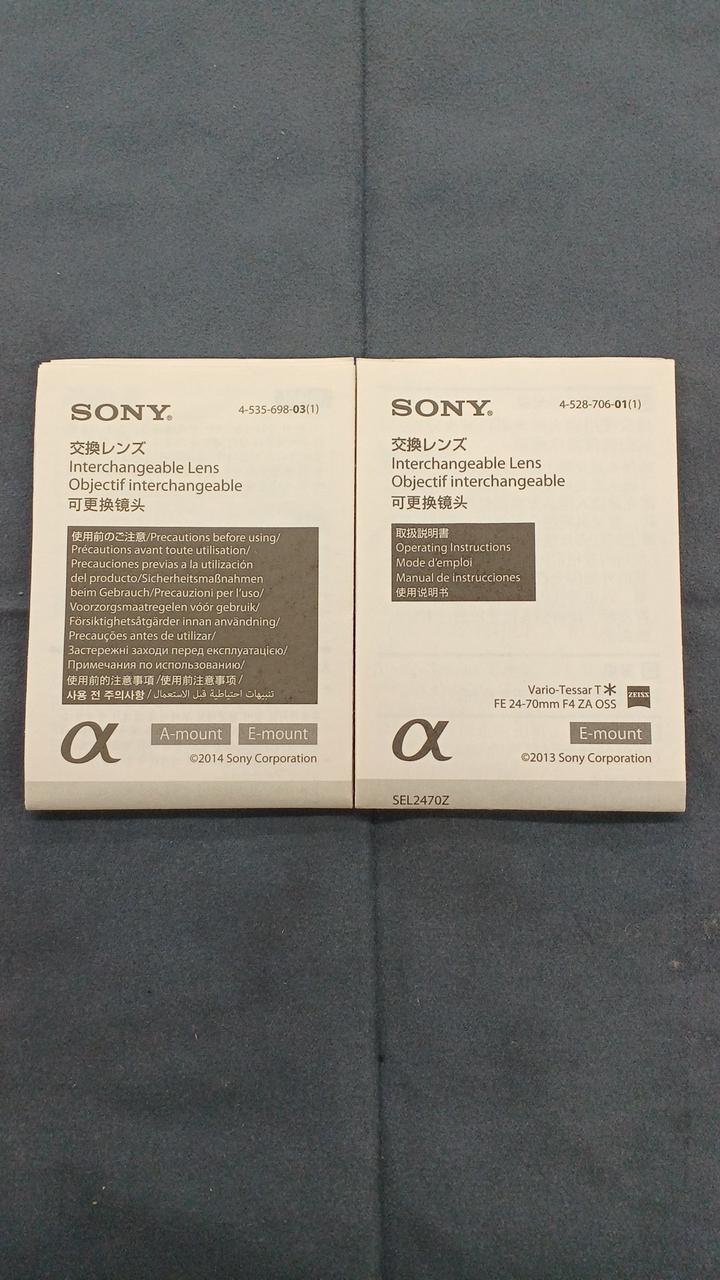 SONY®
4-535-698-03(1)
交換レンズ
Interchangeable Lens
Objectif interchangeable
可更换镜头
使用前のご注意/Precautions before using/
Précautions avant toute utilisation/
Precauciones previas a la utilización
del producto/Sicherheitsmaßnahmen
beim Gebrauch/Precauzioni per l'uso/
Voorzorgsmaatregelen vóór gebruik/
Försiktighetsåtgärder innan användning/
Precauções antes de utilizar/
Застережні заходи перед експлуатацією/
Примечания по использованию/
使用前的注意事項/使用前注意事项/
사용 전 주의사항/تنبيهات احتياطية قبل الاستعمال
α
A-mount
E-mount
©2014 Sony Corporation
SONY®
4-528-706-01(1)
交換レンズ
Interchangeable Lens
Objectif interchangeable
可更换镜头
取扱説明書
Operating Instructions
Mode d'emploi
Manual de instrucciones
使用说明书
Vario-Tessar T*
ZEISS
FE 24-70mm F4 ZA OSS
α
E-mount
©2013 Sony Corporation
SEL2470Z